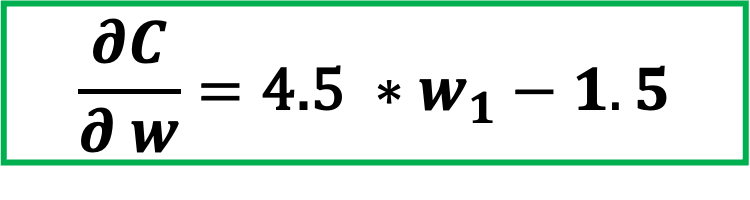 ∂C/∂w = 4.5 * w₁ − 1.5